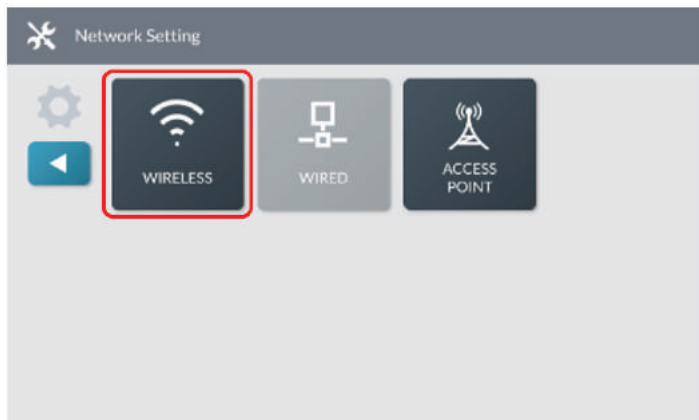 Network Setting
WIRELESS
WIRED
ACCESS
POINT